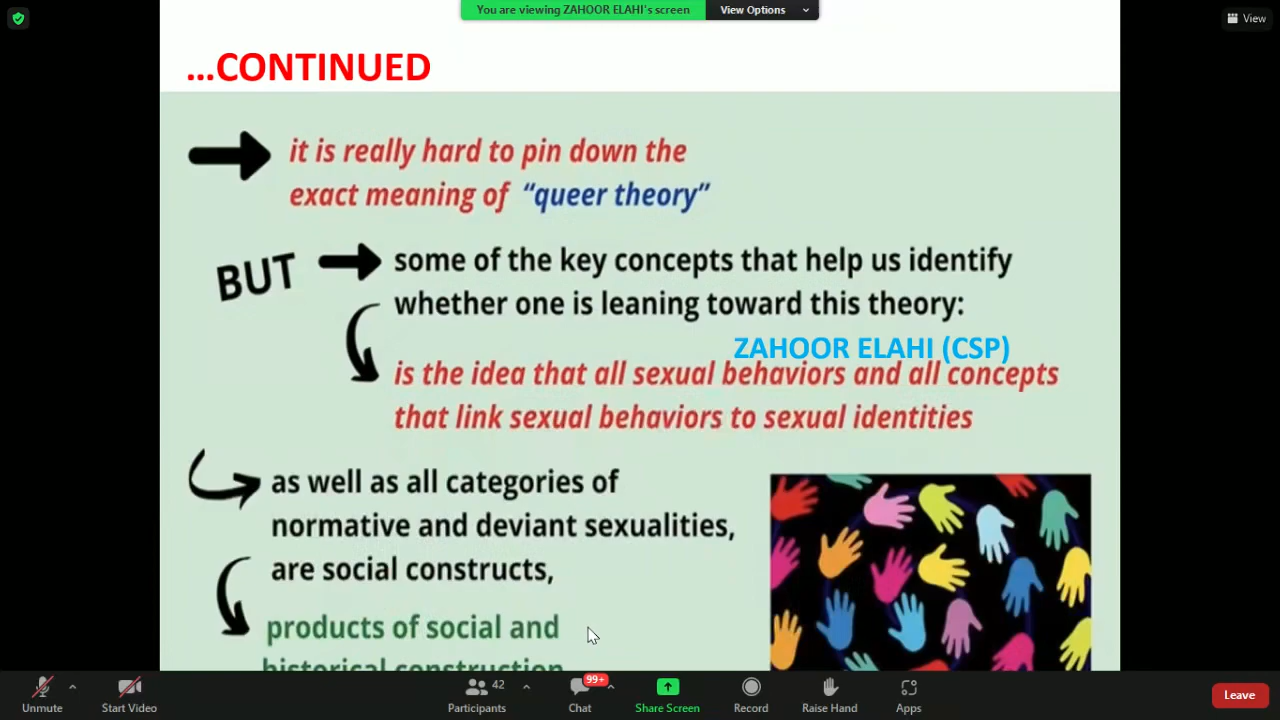 You are viewing ZAHOOR ELAHI's screen
View Options
View
...CONTINUED
it is really hard to pin down the
exact meaning of “queer theory”
BUT
some of the key concepts that help us identify
whether one is leaning toward this theory:
ZAHOOR ELAHI (CSP)
is the idea that all sexual behaviors and all concepts
that link sexual behaviors to sexual identities
as well as all categories of
normative and deviant sexualities,
are social constructs,
products of social and
historical construction
Unmute
Start Video
42
Participants
99+
Chat
Share Screen
Record
Raise Hand
Apps
Leave